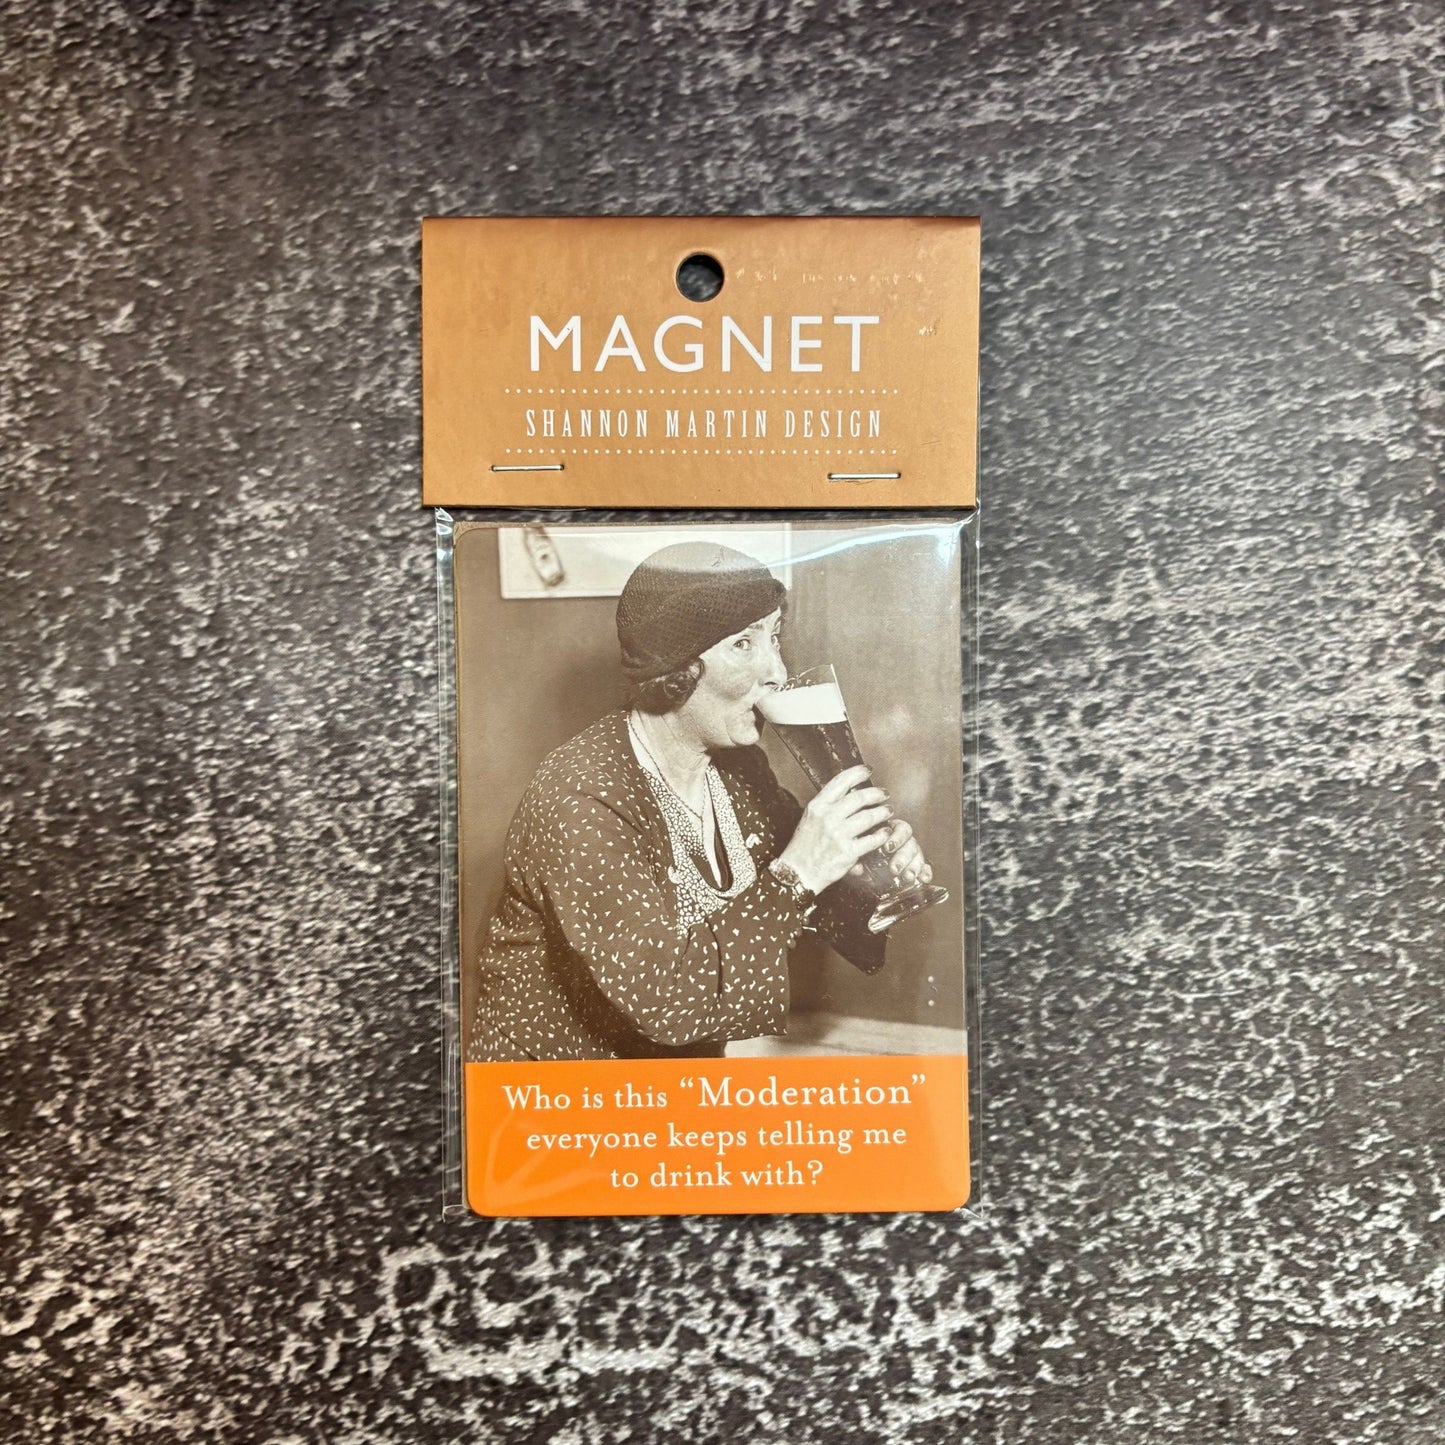 MAGNET
SHANNON MARTIN DESIGN
Who is this “Moderation”
everyone keeps telling me
to drink with?